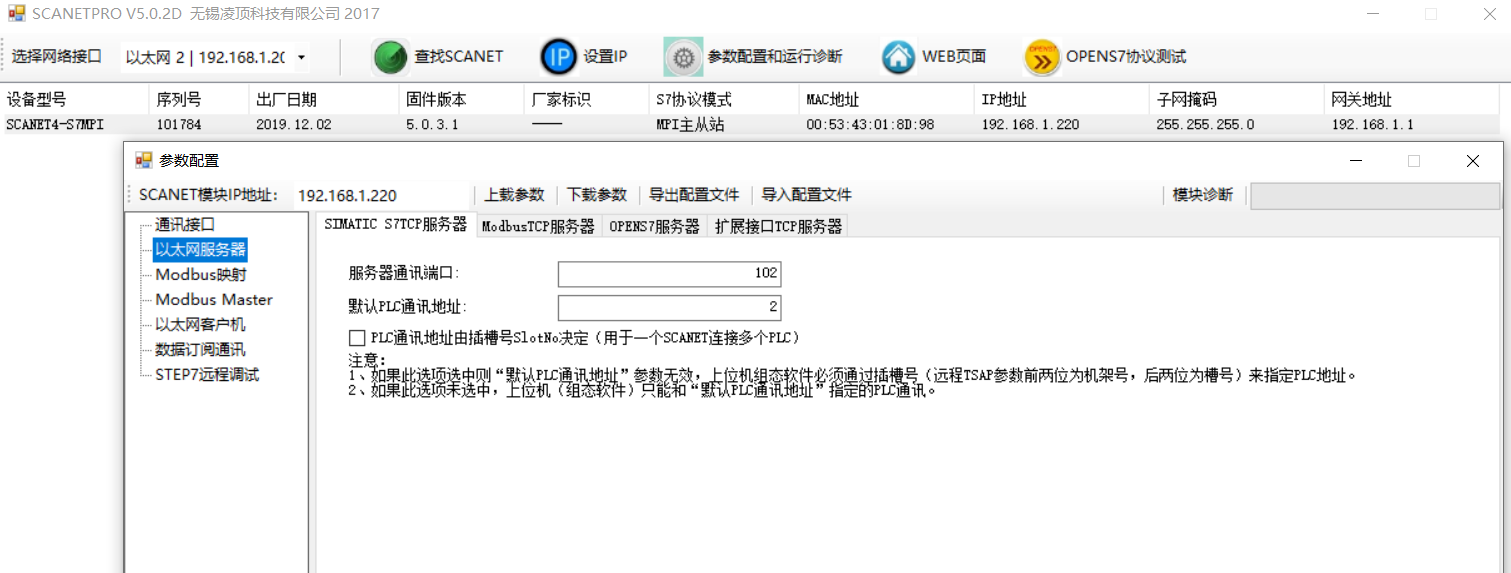 SCANETPRO V5.0.2D 无锡凌顶科技有限公司 2017
选择网络接口 以太网 2 | 192.168.1.20 查找SCANET 设置IP 参数配置和运行诊断 WEB页面 OPENS7协议测试
设备型号 序列号 出厂日期 固件版本 厂家标识 S7协议模式 MAC地址 IP地址 子网掩码 网关地址
SCANET4-S7MPI 101784 2019.12.02 5.0.3.1 —— MPI主从站 00:53:43:01:8D:98 192.168.1.220 255.255.255.0 192.168.1.1
参数配置
SCANET模块IP地址: 192.168.1.220 上载参数 下载参数 导出配置文件 导入配置文件 模块诊断
通讯接口
以太网服务器
Modbus映射
Modbus Master
以太网客户机
数据订阅通讯
STEP7远程调试
SIMATIC S7TCP服务器 ModbusTCP服务器 OPENS7服务器 扩展接口TCP服务器
服务器通讯端口: 102
默认PLC通讯地址: 2
PLC通讯地址由插槽号SlotNo决定（用于一个SCANET连接多个PLC）
注意:
1、如果此选项选中则“默认PLC通讯地址”参数无效，上位机组态软件必须通过插槽号（远程TSAP参数前两位为机架号，后两位为槽号）来指定PLC地址。
2、如果此选项未选中，上位机（组态软件）只能和“默认PLC通讯地址”指定的PLC通讯。